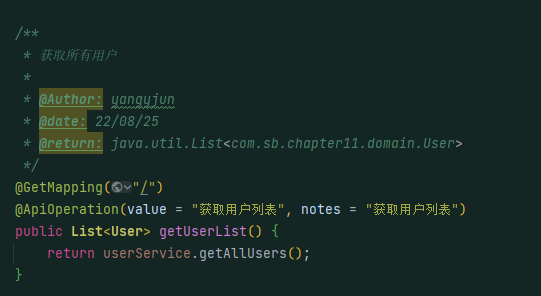 /**
 * 获取所有用户
 *
 * @Author: yangyjun
 * @date: 22/08/25
 * @return: java.util.List<com.sb.chapter11.domain.User>
 */
@GetMapping("/")
@ApiOperation(value = "获取用户列表", notes = "获取用户列表")
public List<User> getUserList() {
    return userService.getAllUsers();
}